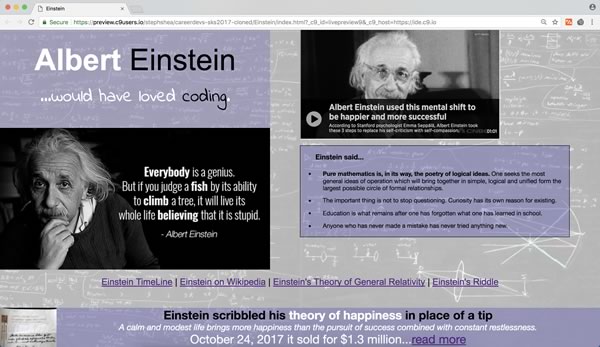 Einstein
Secure
https://preview.c9users.io/stephshea/careerdevs-sks2017-cloned/Einstein/index.html?_c9_id=livepreview9&_c9_host=https://ide.c9.io
Albert Einstein
...would have loved coding.
Albert Einstein used this mental shift to
be happier and more successful
According to Stanford psychologist Emma Seppälä, Albert Einstein took
these 3 steps to replace his self-criticism with self-compassion.
01:01
Everybody is a genius.
But if you judge a fish by its ability
to climb a tree, it will live its
whole life believing that it is stupid.
- Albert Einstein
Einstein said...
• Pure mathematics is, in its way, the poetry of logical ideas. One seeks the most
general ideas of operation which will bring together in simple, logical and unified form the
largest possible circle of formal relationships.
• The important thing is not to stop questioning. Curiosity has its own reason for existing.
• Education is what remains after one has forgotten what one has learned in school.
• Anyone who has never made a mistake has never tried anything new.
Einstein TimeLine | Einstein on Wikipedia | Einstein's Theory of General Relativity | Einstein's Riddle
Einstein scribbled his theory of happiness in place of a tip
A calm and modest life brings more happiness than the pursuit of success combined with constant restlessness.
October 24, 2017 it sold for $1.3 million...read more